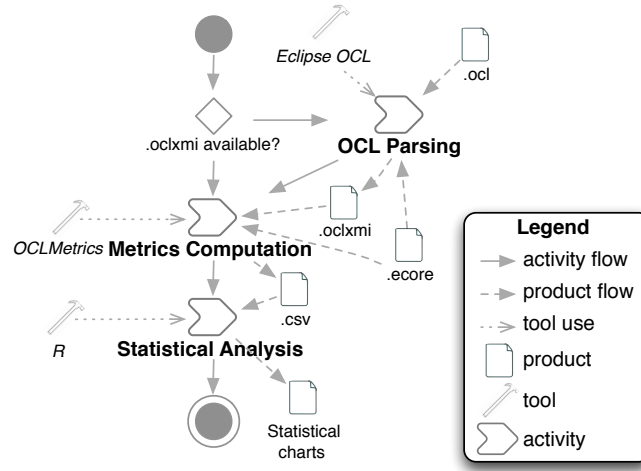 Eclipse OCL
.ocl
.oclxmi available?
OCL Parsing
.oclxmi
OCLMetrics
Metrics Computation
.ecore
.csv
R
Statistical Analysis
Statistical
charts
Legend
activity flow
product flow
tool use
product
tool
activity